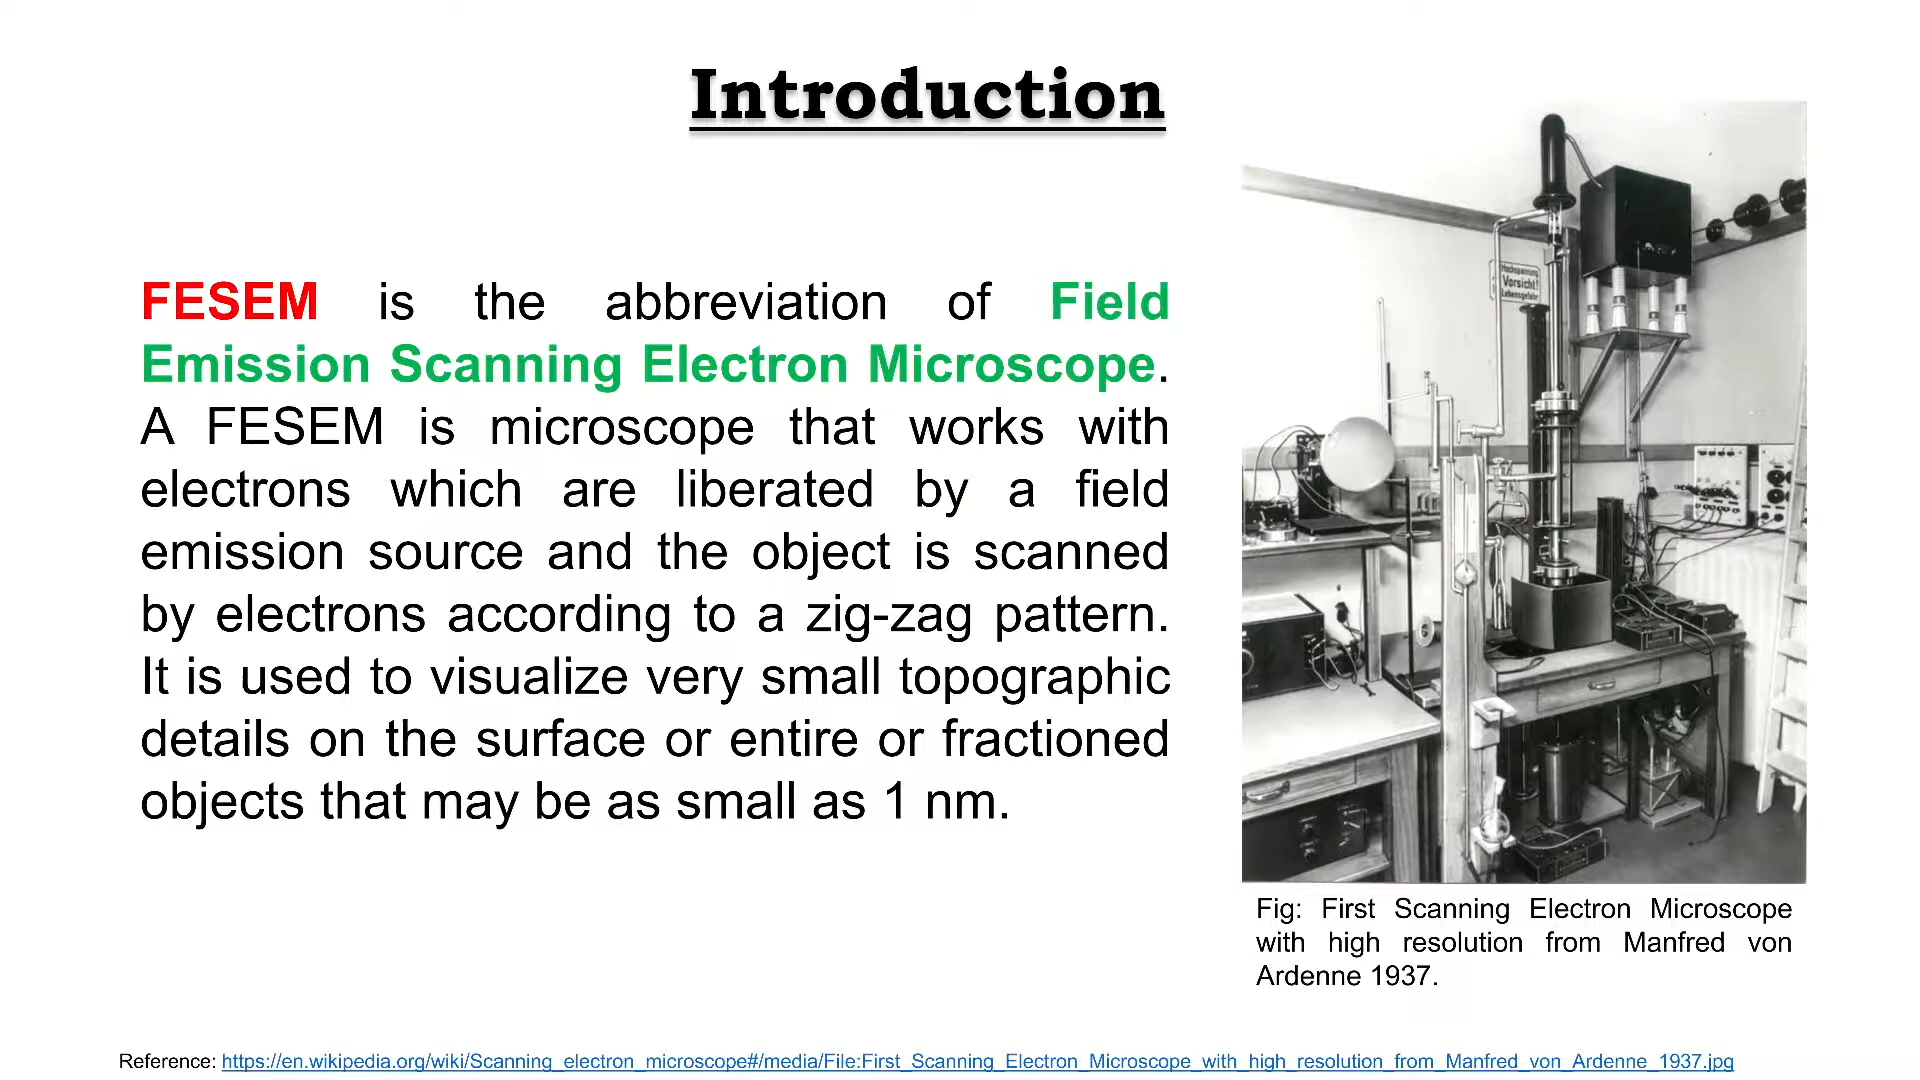 Introduction
FESEM is the abbreviation of Field
Emission Scanning Electron Microscope.
A FESEM is microscope that works with
electrons which are liberated by a field
emission source and the object is scanned
by electrons according to a zig-zag pattern.
It is used to visualize very small topographic
details on the surface or entire or fractioned
objects that may be as small as 1 nm.
Hochspannung
Vorsicht!
Lebensgefahr
Fig: First Scanning Electron Microscope
with high resolution from Manfred von
Ardenne 1937.
Reference: https://en.wikipedia.org/wiki/Scanning_electron_microscope#/media/File:First_Scanning_Electron_Microscope_with_high_resolution_from_Manfred_von_Ardenne_1937.jpg